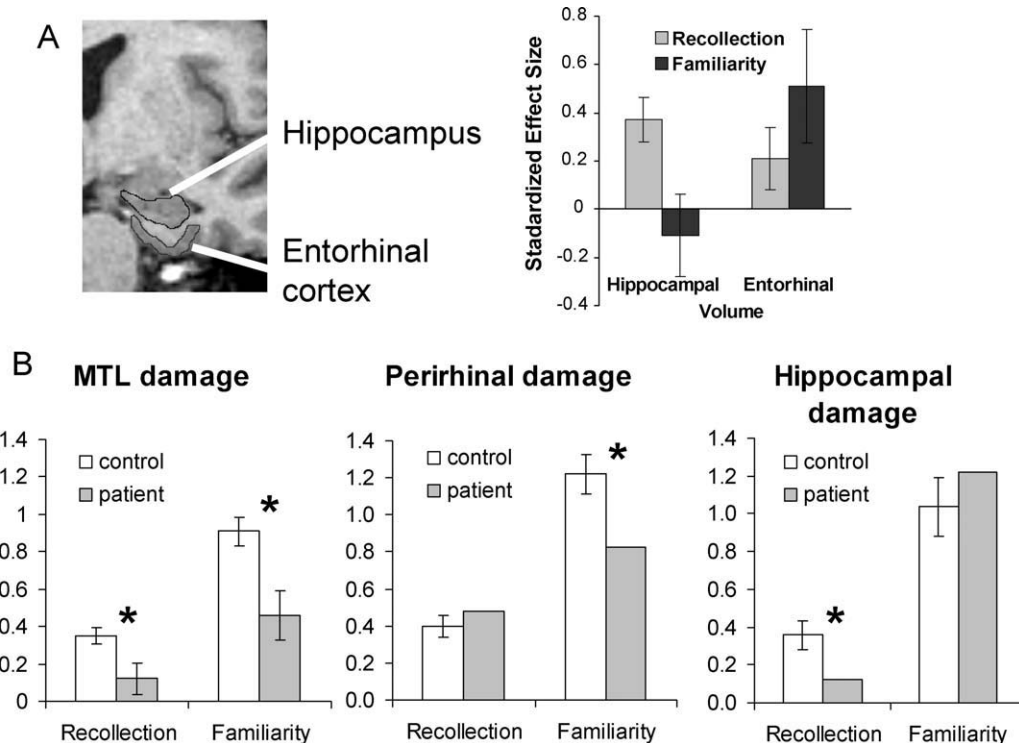 A
Hippocampus
Entorhinal
cortex
Stadardized Effect Size
0.8
0.6
0.4
0.2
0
-0.2
-0.4
Recollection
Familiarity
Hippocampal Entorhinal
Volume
B
MTL damage
1.4
1.2
1
0.8
0.6
0.4
0.2
0
control
patient
*
*
Recollection Familiarity
Perirhinal damage
1.4
1.2
1.0
0.8
0.6
0.4
0.2
0.0
control
patient
*
Recollection Familiarity
Hippocampal
damage
1.4
1.2
1.0
0.8
0.6
0.4
0.2
0.0
control
patient
*
Recollection Familiarity